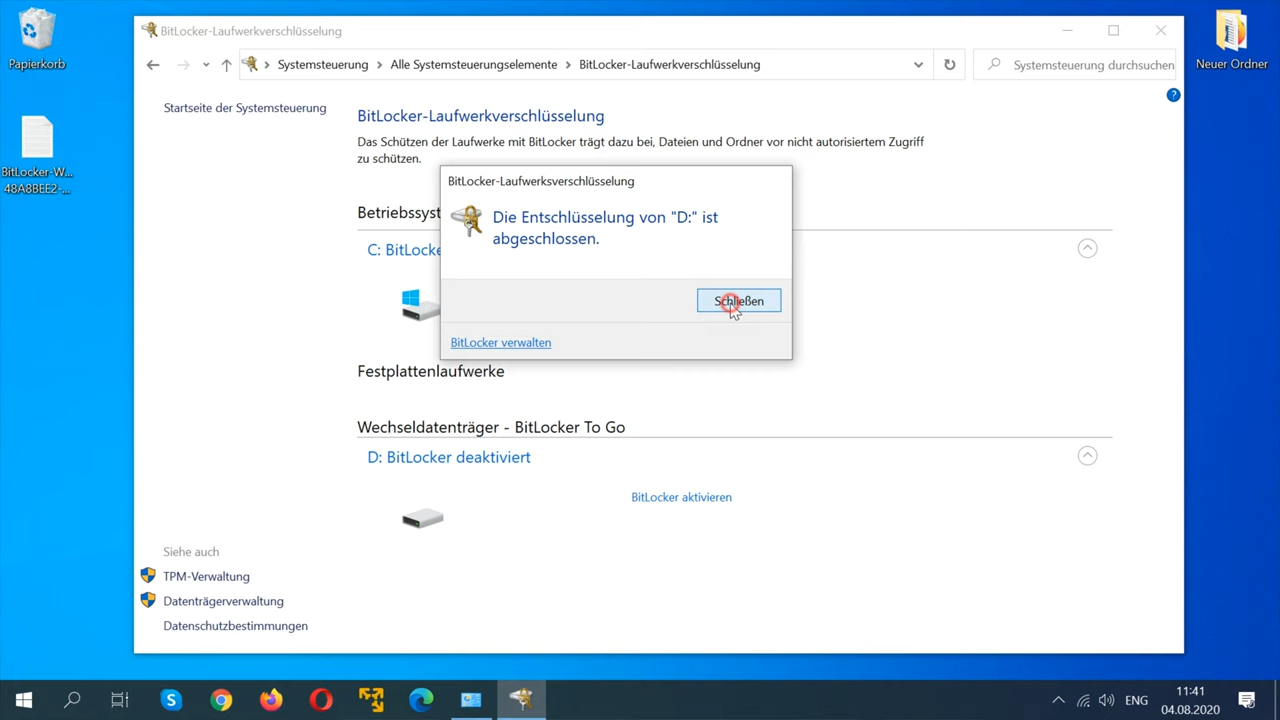 Papierkorb
BitLocker-W...
48A8BEE2-...
Neuer Ordner
BitLocker-Laufwerkverschlüsselung
Systemsteuerung
Alle Systemsteuerungselemente
BitLocker-Laufwerkverschlüsselung
Systemsteuerung durchsuchen
Startseite der Systemsteuerung
BitLocker-Laufwerkverschlüsselung
Das Schützen der Laufwerke mit BitLocker trägt dazu bei, Dateien und Ordner vor nicht autorisiertem Zugriff
zu schützen.
Betriebssys
C: BitLocke
BitLocker-Laufwerksverschlüsselung
Die Entschlüsselung von "D:" ist
abgeschlossen.
Schließen
BitLocker verwalten
Festplattenlaufwerke
Wechseldatenträger - BitLocker To Go
D: BitLocker deaktiviert
BitLocker aktivieren
Siehe auch
TPM-Verwaltung
Datenträgerverwaltung
Datenschutzbestimmungen
ENG
11:41
04.08.2020